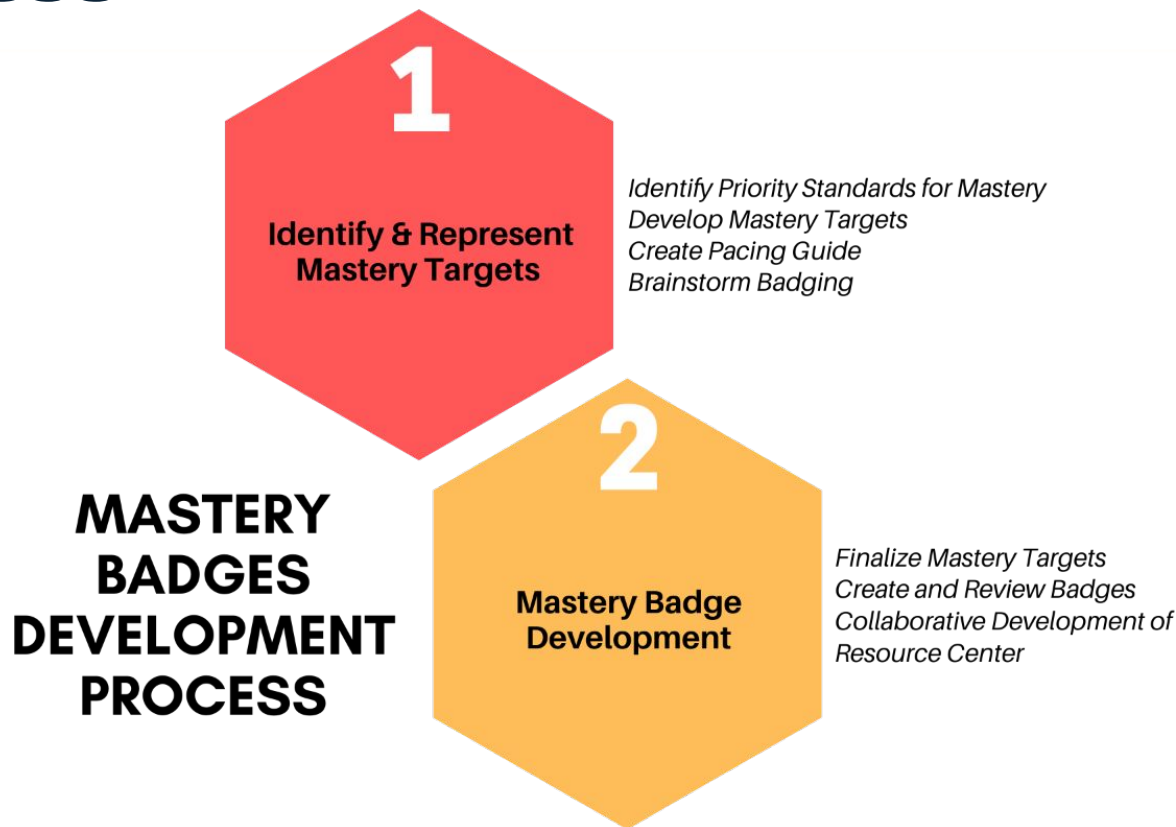 1
Identify & Represent
Mastery Targets
Identify Priority Standards for Mastery
Develop Mastery Targets
Create Pacing Guide
Brainstorm Badging
2
Mastery Badge
Development
Finalize Mastery Targets
Create and Review Badges
Collaborative Development of
Resource Center
MASTERY
BADGES
DEVELOPMENT
PROCESS